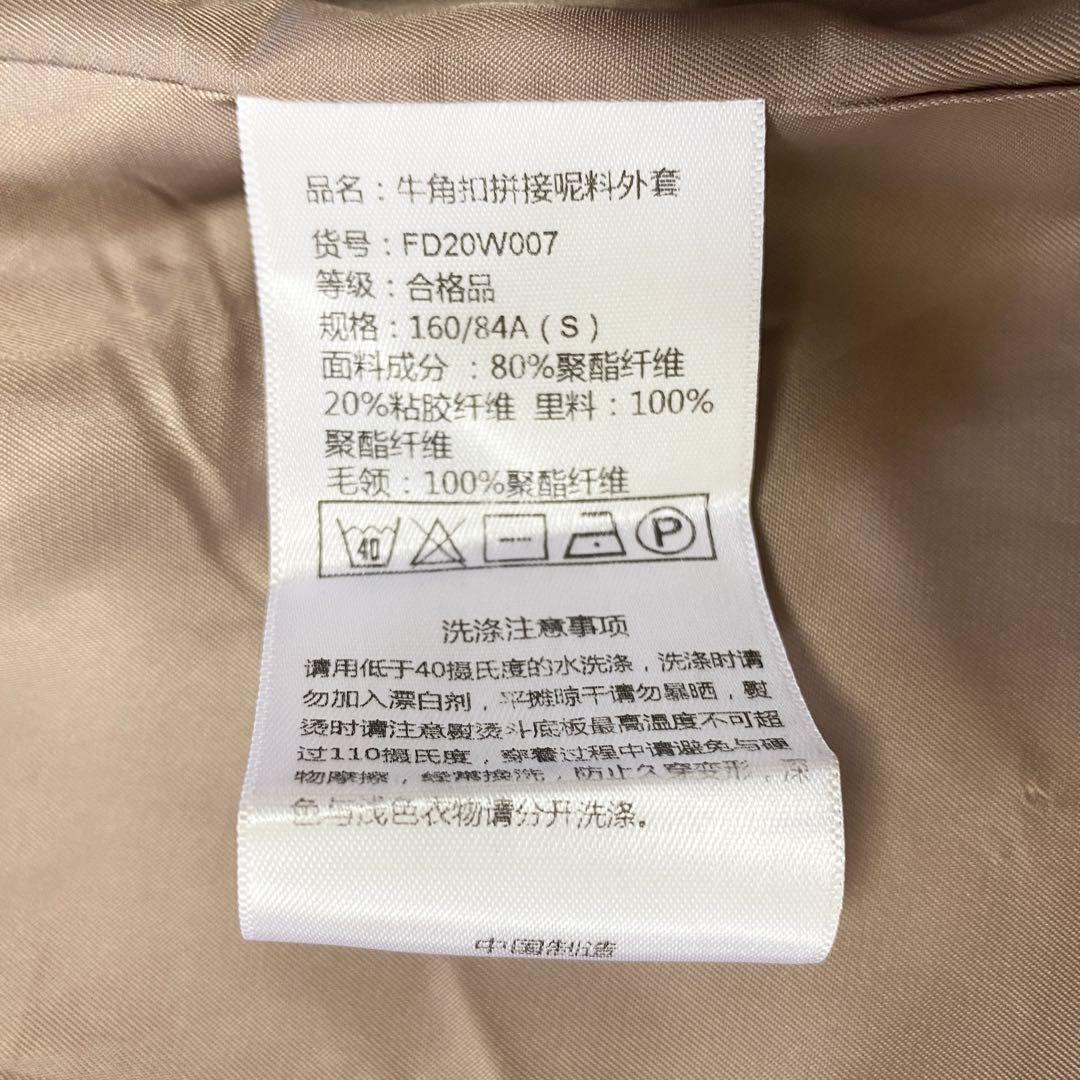 品名：牛角扣拼接呢料外套
货号：FD20W007
等级：合格品
规格：160/84A（S）
面料成分 ：80%聚酯纤维
20%粘胶纤维 里料：100%
聚酯纤维
毛领：100%聚酯纤维
40 P
洗涤注意事项
请用低于40摄氏度的水洗涤，洗涤时请
勿加入漂白剂，平摊晾干请勿暴晒，熨
烫时请注意熨烫斗底板最高温度不可超
过110摄氏度，穿著过程中请避免与硬
物摩擦，经常换洗，防止久穿变形，深
色与浅色衣物请分开洗涤。
中国制造